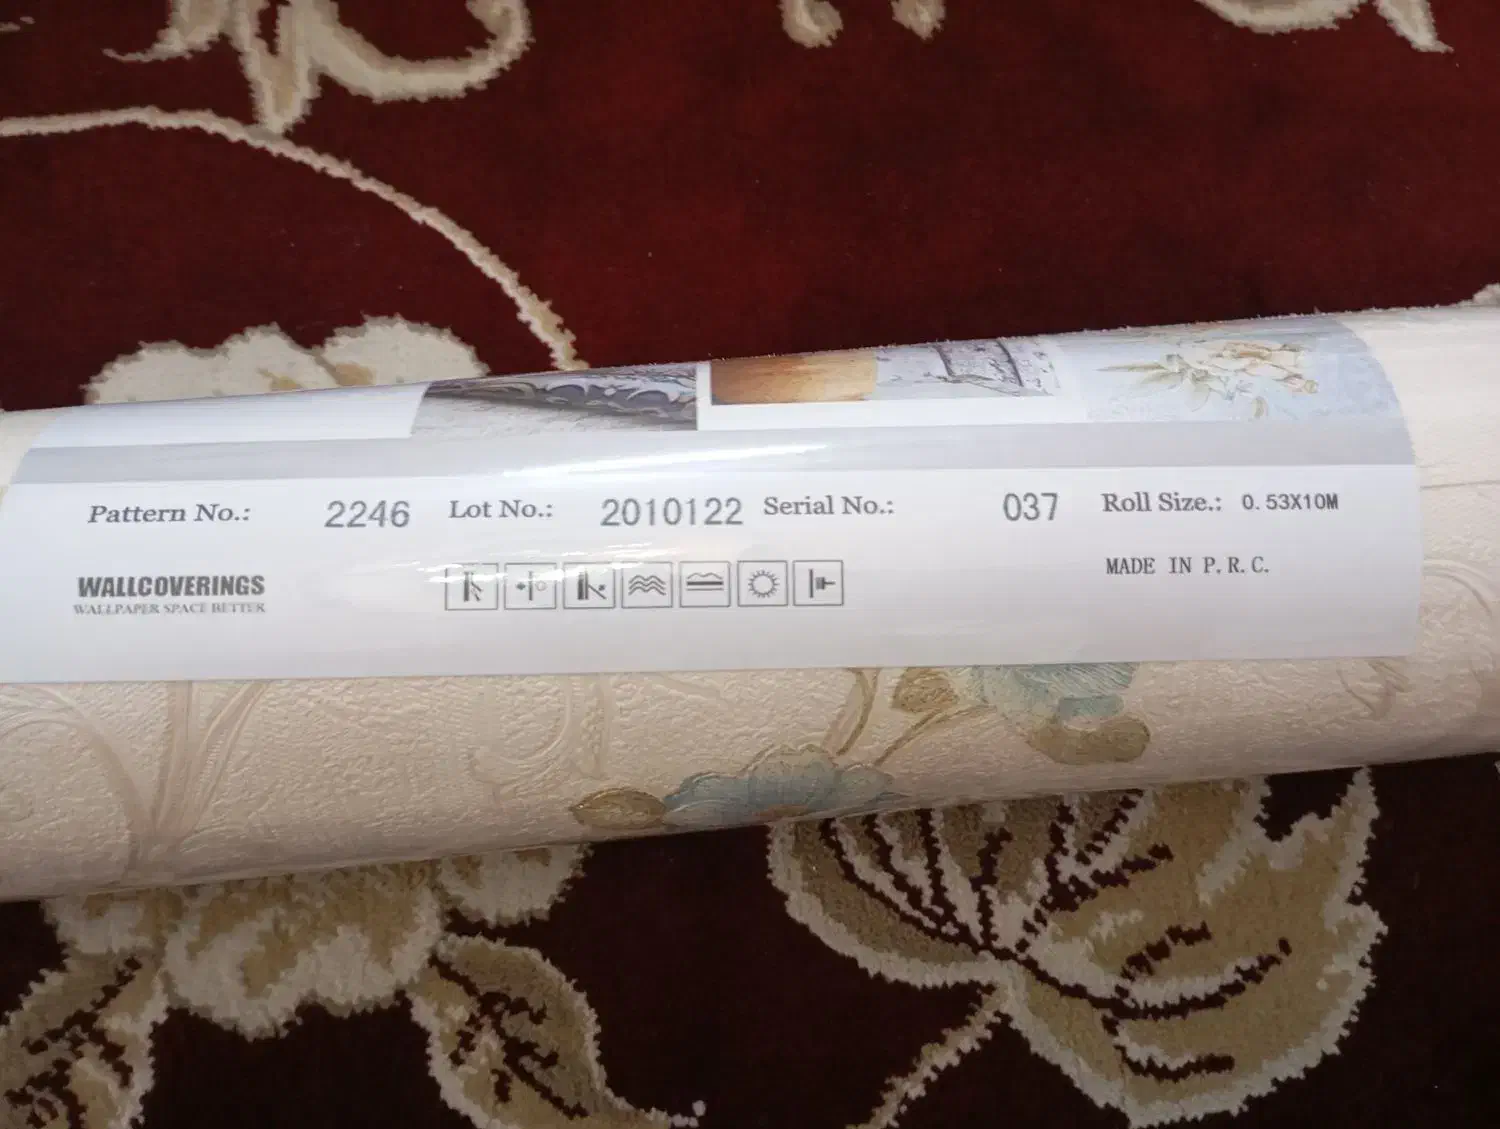 Pattern No.: 2246 Lot No.: 2010122 Serial No.: 037 Roll Size.: 0.53X10M
MADE IN P.R.C.
WALLCOVERINGS
WALLPAPER SPACE BETTER